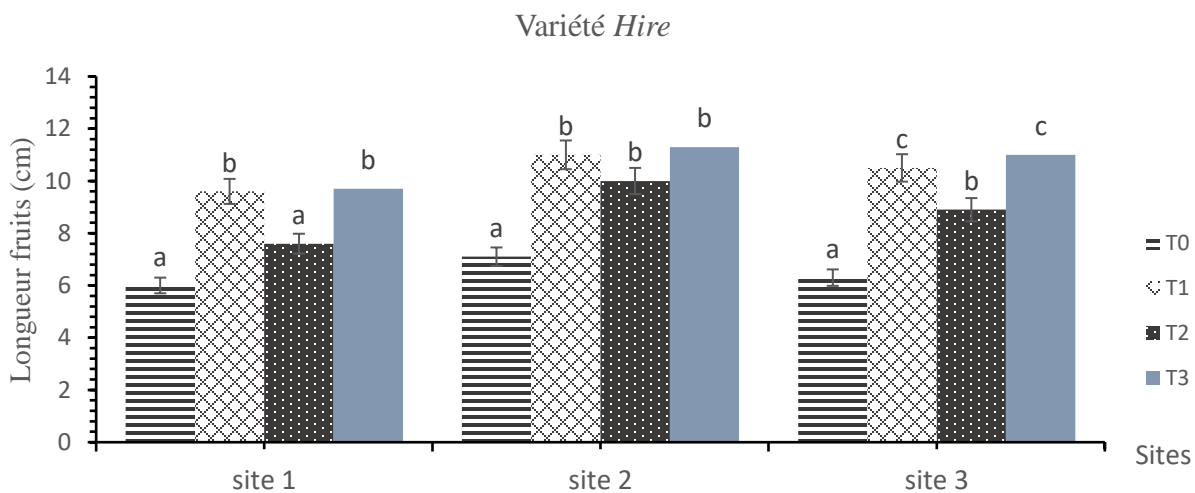 Variété Hire
Longueur fruits (cm)
14
12
10
8
6
4
2
0
a b a b
b b b
a
c b c
a
T0
T1
T2
T3
site 1 site 2 site 3 Sites